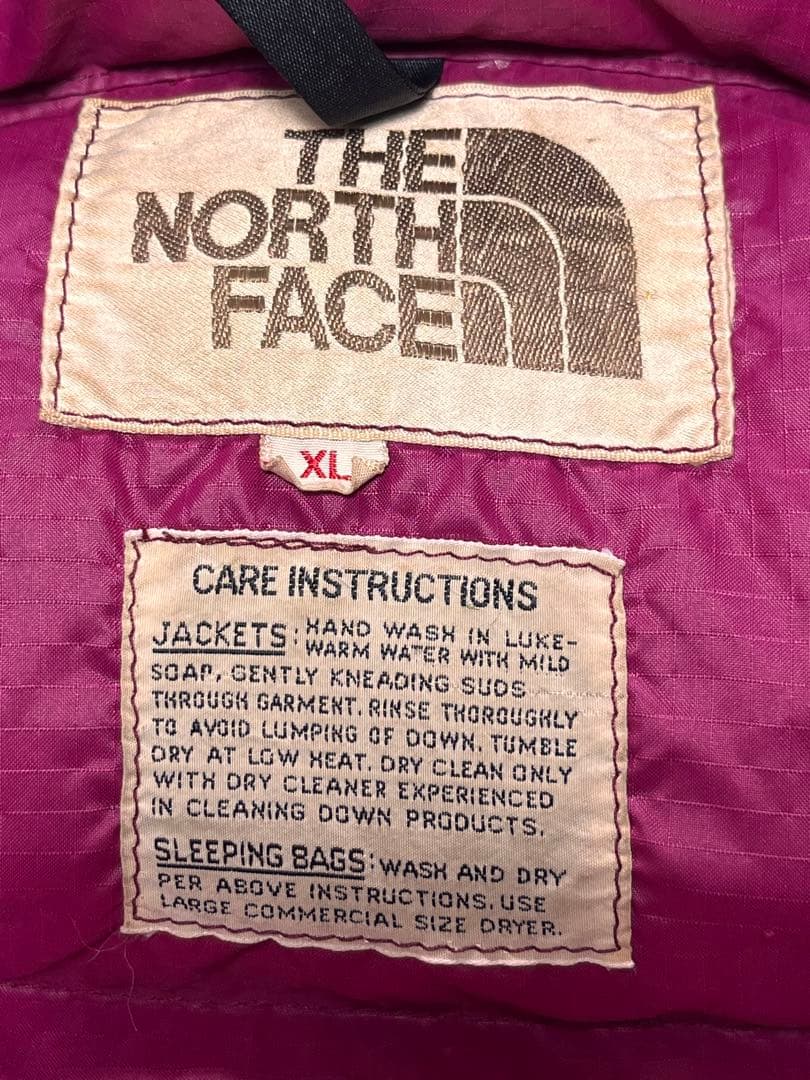 THE
NORTH
FACE
XL
CARE INSTRUCTIONS
JACKETS: HAND WASH IN LUKE-
WARM WATER WITH MILD
SOAP, GENTLY KNEADING SUDS
THROUGH GARMENT. RINSE THOROUGHLY
TO AVOID LUMPING OF DOWN. TUMBLE
DRY AT LOW HEAT. DRY CLEAN ONLY
WITH DRY CLEANER EXPERIENCED
IN CLEANING DOWN PRODUCTS.
SLEEPING BAGS: WASH AND DRY
PER ABOVE INSTRUCTIONS. USE
LARGE COMMERCIAL SIZE DRYER.